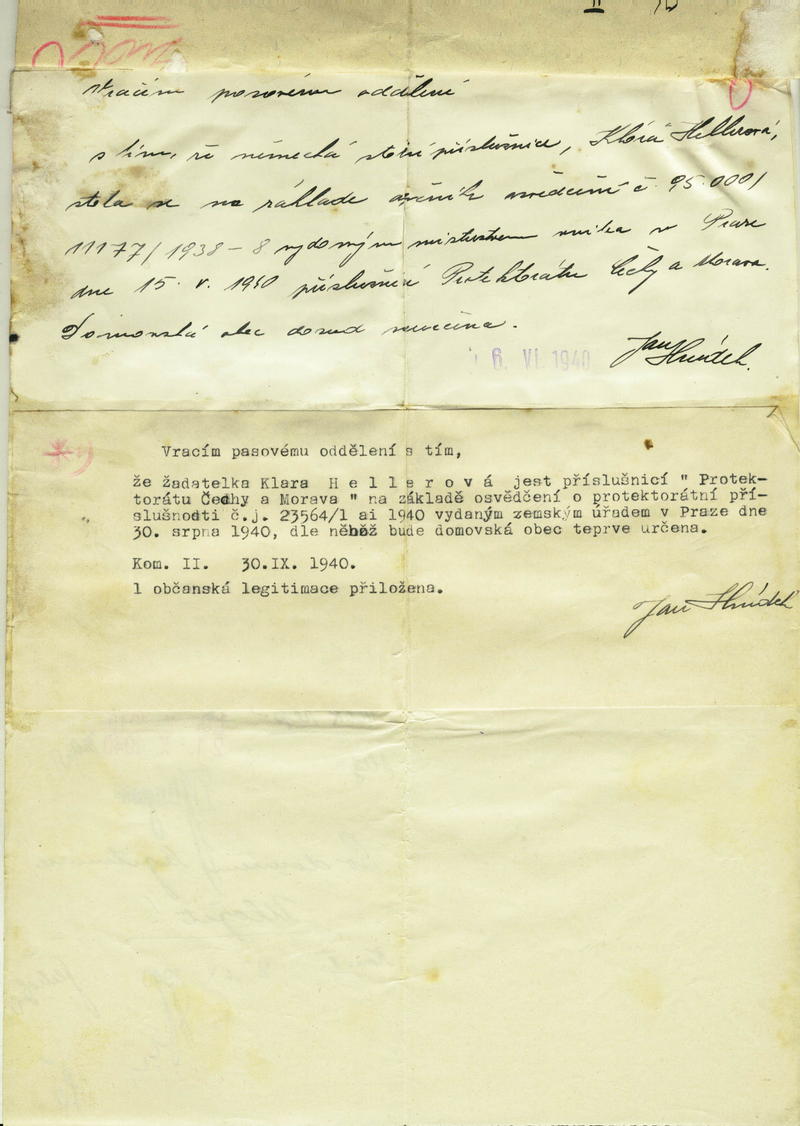 Vracím pasovému oddělení
s tím, že německá státní příslušnice, Klára Hellerová,
stala se na základě osvědčení č 95.000/
11177/1938 – 8 vydaným ministerstvem vnitra v Praze
dne 15. V. 1940 příslušnicí Protektorátu Čechy a Morava.
Domovská obec dosud neurčena.
6. VI. 1940
Jan
Vracím pasovému oddělení s tím,
že žadatelka Klara H e l l e r o v á jest příslušnicí " Protek-
torátu Čechy a Morava " na základě osvědčení o protektorátní pří-
slušnosti č.j. 23564/1 ai 1940 vydaným zemským úřadem v Praze dne
30. srpna 1940, dle něhož bude domovská obec teprve určena.
Kom. II. 30.IX. 1940.
1 občanská legitimace přiložena.
Jan